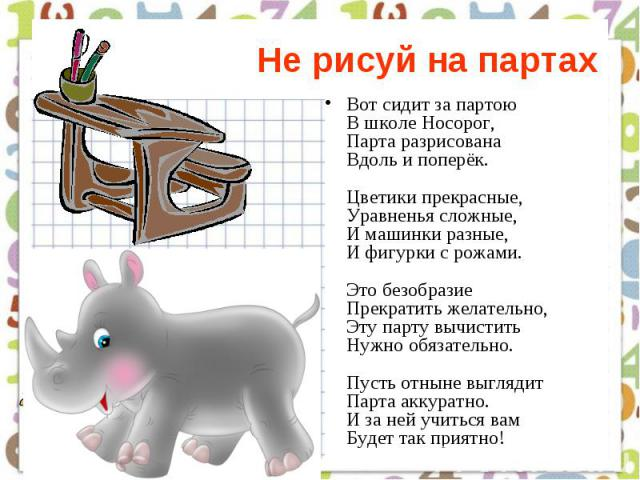 Не рисуй на партах
• Вот сидит за партою
В школе Носорог,
Парта разрисована
Вдоль и поперёк.

Цветики прекрасные,
Уравненья сложные,
И машинки разные,
И фигурки с рожами.

Это безобразие
Прекратить желательно,
Эту парту вычистить
Нужно обязательно.

Пусть отныне выглядит
Парта аккуратно.
И за ней учиться вам
Будет так приятно!